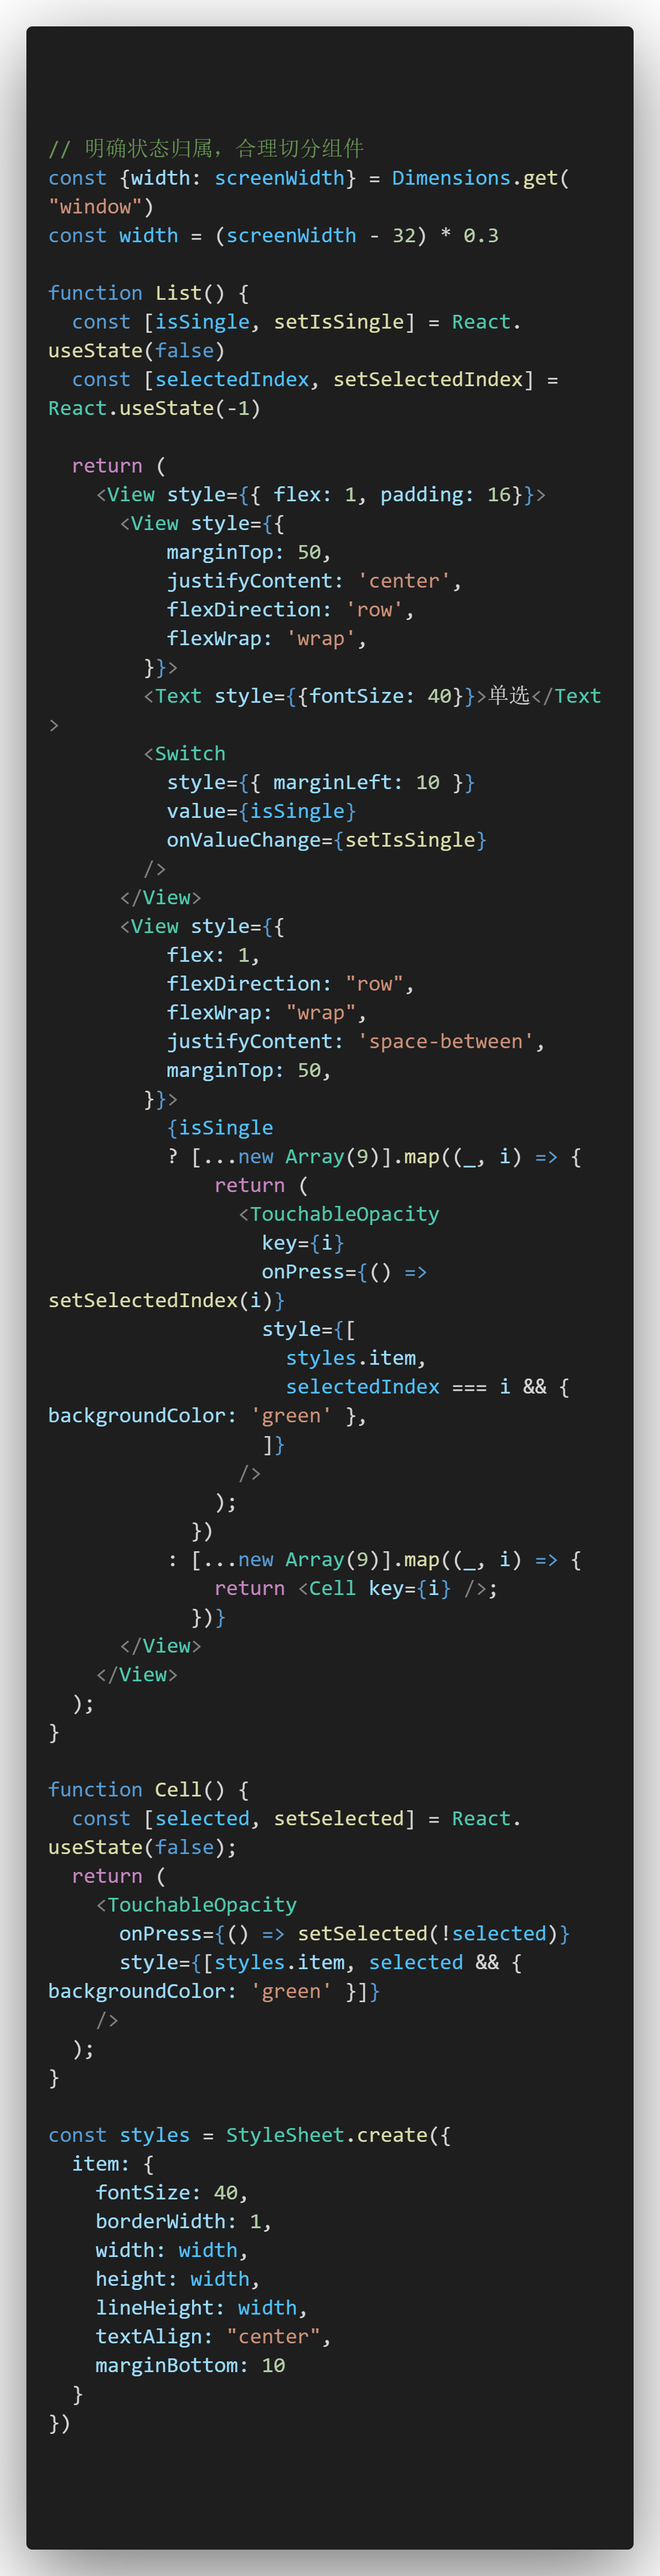 // 明确状态归属，合理切分组件
const {width: screenWidth} = Dimensions.get(
"window")
const width = (screenWidth - 32) * 0.3

function List() {
  const [isSingle, setIsSingle] = React.
useState(false)
  const [selectedIndex, setSelectedIndex] =
React.useState(-1)

  return (
    <View style={{ flex: 1, padding: 16}}>
      <View style={{
          marginTop: 50,
          justifyContent: 'center',
          flexDirection: 'row',
          flexWrap: 'wrap',
        }}>
        <Text style={{fontSize: 40}}>单选</Text
>
        <Switch
          style={{ marginLeft: 10 }}
          value={isSingle}
          onValueChange={setIsSingle}
        />
      </View>
      <View style={{
          flex: 1,
          flexDirection: "row",
          flexWrap: "wrap",
          justifyContent: 'space-between',
          marginTop: 50,
        }}>
          {isSingle
          ? [...new Array(9)].map((_, i) => {
              return (
                <TouchableOpacity
                  key={i}
                  onPress={() =>
setSelectedIndex(i)}
                  style={[
                    styles.item,
                    selectedIndex === i && {
backgroundColor: 'green' },
                  ]}
                />
              );
            })
          : [...new Array(9)].map((_, i) => {
              return <Cell key={i} />;
            })}
      </View>
    </View>
  );
}

function Cell() {
  const [selected, setSelected] = React.
useState(false);
  return (
    <TouchableOpacity
      onPress={() => setSelected(!selected)}
      style={[styles.item, selected && {
backgroundColor: 'green' }]}
    />
  );
}

const styles = StyleSheet.create({
  item: {
    fontSize: 40,
    borderWidth: 1,
    width: width,
    height: width,
    lineHeight: width,
    textAlign: "center",
    marginBottom: 10
  }
})